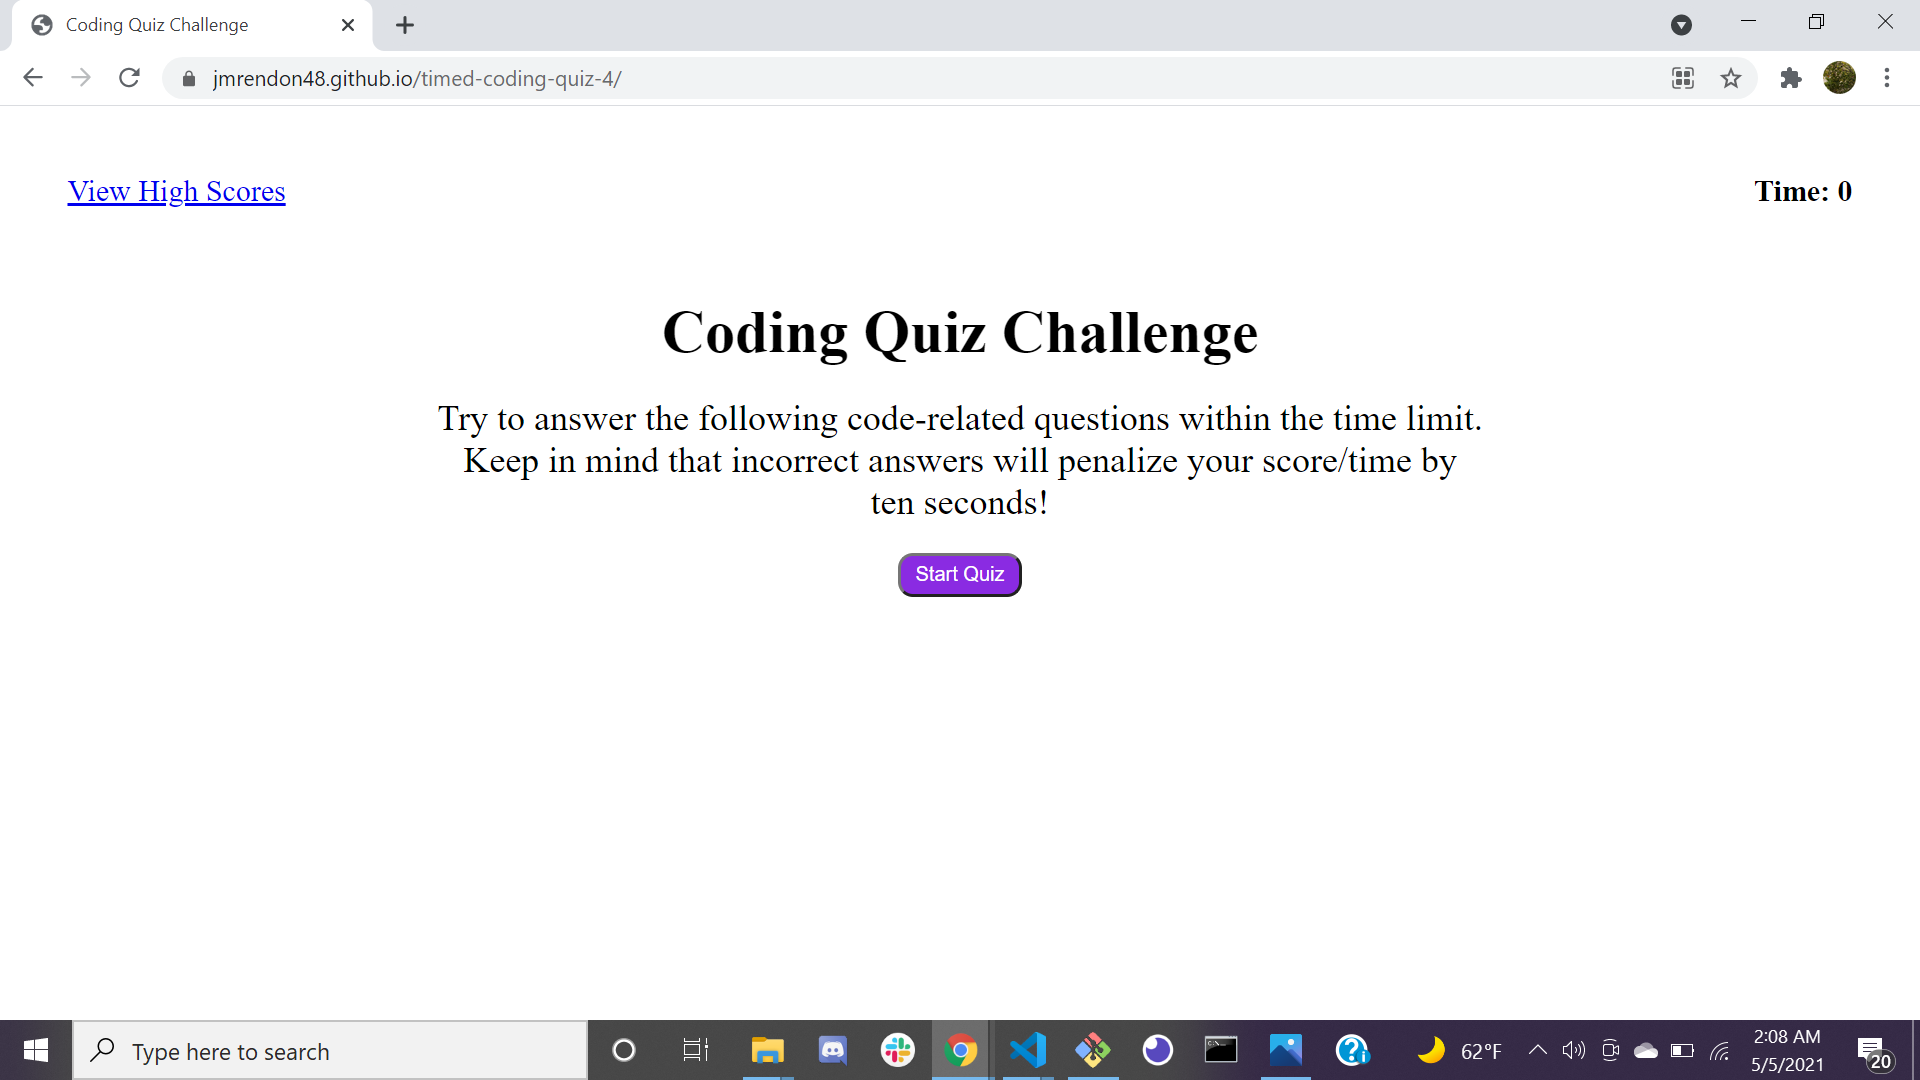 Coding Quiz Challenge
jmrendon48.github.io/timed-coding-quiz-4/
View High Scores
Time: 0
Coding Quiz Challenge
Try to answer the following code-related questions within the time limit.
Keep in mind that incorrect answers will penalize your score/time by
ten seconds!
Start Quiz
Type here to search
62°F
2:08 AM
5/5/2021
20